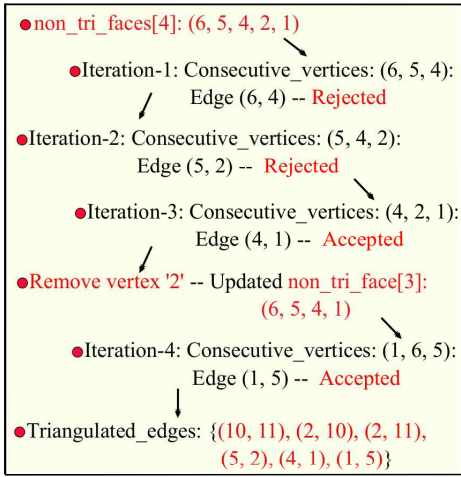 non_tri_faces[4]: (6, 5, 4, 2, 1)
Iteration-1: Consecutive_vertices: (6, 5, 4):
Edge (6, 4) -- Rejected
Iteration-2: Consecutive_vertices: (5, 4, 2):
Edge (5, 2) -- Rejected
Iteration-3: Consecutive_vertices: (4, 2, 1):
Edge (4, 1) -- Accepted
Remove vertex '2' -- Updated non_tri_face[3]:
(6, 5, 4, 1)
Iteration-4: Consecutive_vertices: (1, 6, 5):
Edge (1, 5) -- Accepted
Triangulated_edges: {(10, 11), (2, 10), (2, 11),
(5, 2), (4, 1), (1, 5)}